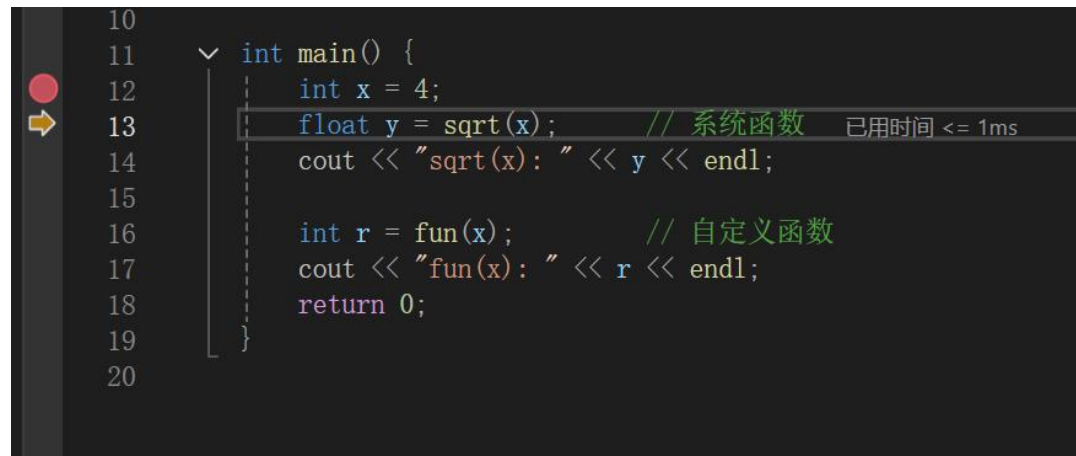 10
11 int main() {
12 int x = 4;
13 float y = sqrt(x); // 系统函数 已用时间 <= 1ms
14 cout << "sqrt(x): " << y << endl;
15
16 int r = fun(x); // 自定义函数
17 cout << "fun(x): " << r << endl;
18 return 0;
19 }
20